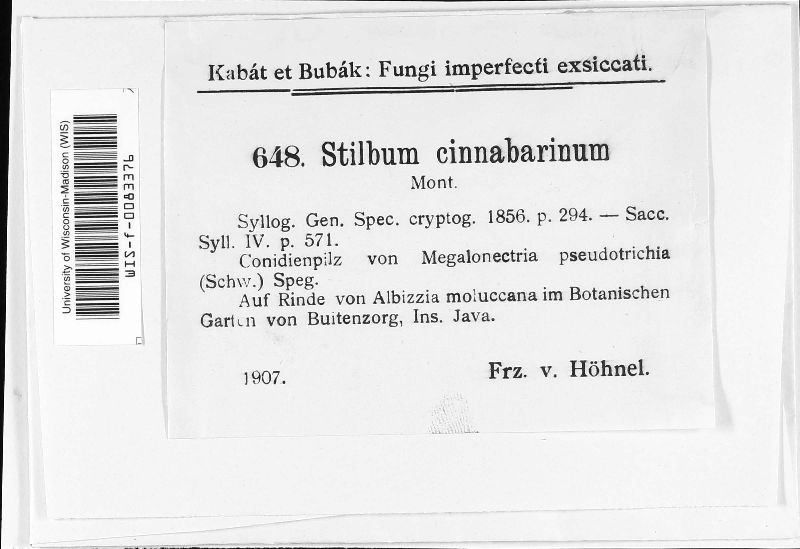 Kabát et Bubák: Fungi imperfecti exsiccati.
648. Stilbum cinnabarinum
Mont.
Syllog. Gen. Spec. cryptog. 1856. p. 294. — Sacc.
Syll. IV. p. 571.
Conidienpilz von Megalonectria pseudotrichia
(Schw.) Speg.
Auf Rinde von Albizzia moluccana im Botanischen
Garten von Buitenzorg, Ins. Java.
1907.
Frz. v. Höhnel.
University of Wisconsin-Madison (WIS)
WIS-f-0083376